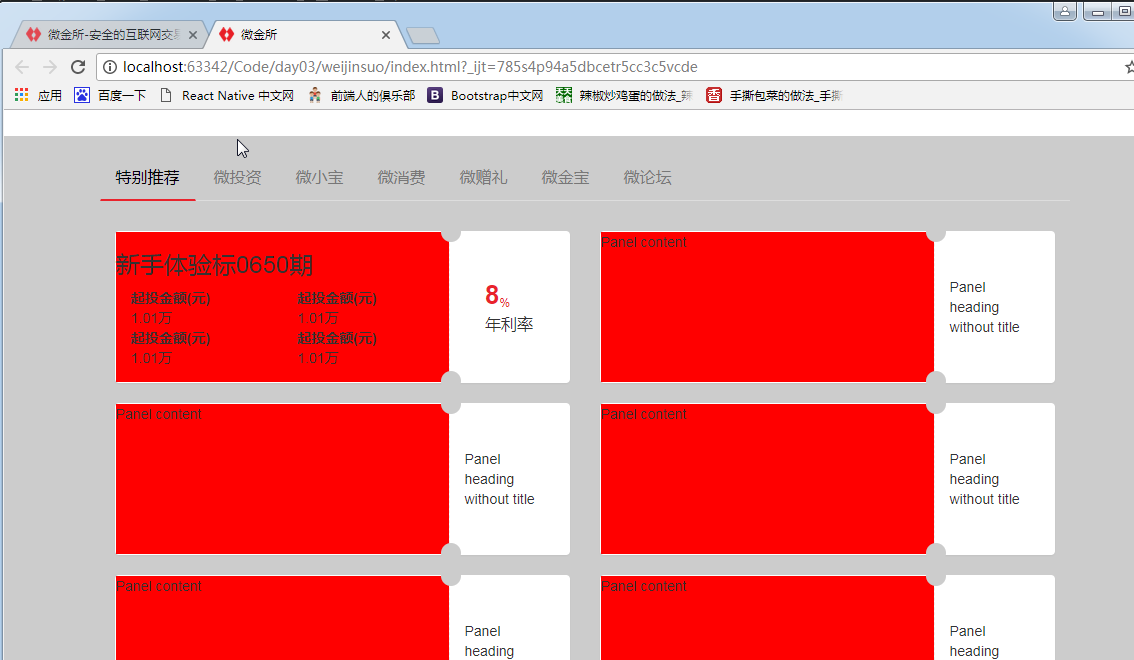 微金所-安全的互联网交易
微金所
localhost:63342/Code/day03/weijinsuo/index.html?_ijt=785s4p94a5dbcetr5cc3c5vcde
应用
百度一下
React Native 中文网
前端人的俱乐部
B
Bootstrap中文网
辣椒炒鸡蛋的做法_辣
手撕包菜的做法_手撕
特别推荐
微投资
微小宝
微消费
微赠礼
微金宝
微论坛
新手体验标0650期
起投金额(元)
起投金额(元)
1.01万
1.01万
起投金额(元)
起投金额(元)
1.01万
1.01万
8%
年利率
Panel content
Panel
heading
without title
Panel content
Panel
heading
without title
Panel content
Panel
heading
without title
Panel content
Panel
heading
Panel content
Panel
heading